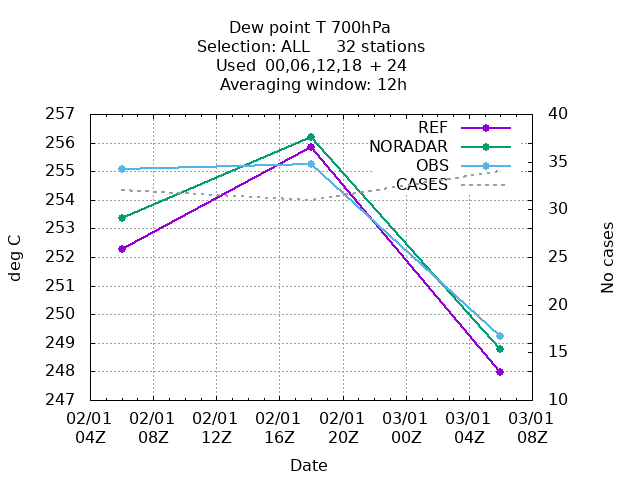 Dew point T 700hPa
Selection: ALL     32 stations
Used  00,06,12,18 + 24
Averaging window: 12h
257
256
255
254
253
252
251
250
249
248
247
deg C
40
35
30
25
20
15
10
No cases
REF
NORADAR
OBS
CASES
02/01 02/01 02/01 02/01 02/01 03/01 03/01 03/01
04Z 08Z 12Z 16Z 20Z 00Z 04Z 08Z
Date